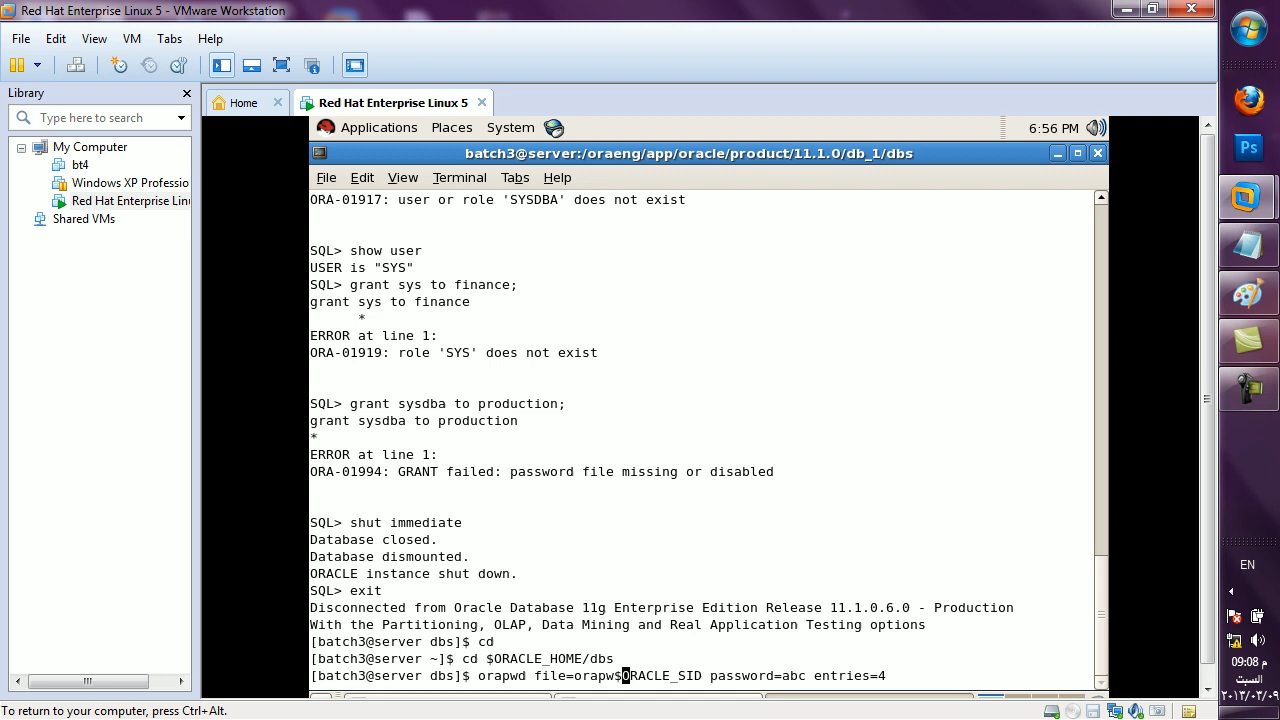 Red Hat Enterprise Linux 5 - VMware Workstation
File Edit View VM Tabs Help
Library
Type here to search
My Computer
bt4
Windows XP Professio
Red Hat Enterprise Linu
Shared VMs
Home
Red Hat Enterprise Linux 5
Applications Places System
6:56 PM
batch3@server:/oraeng/app/oracle/product/11.1.0/db_1/dbs
File Edit View Terminal Tabs Help
ORA-01917: user or role 'SYSDBA' does not exist
SQL> show user
USER is "SYS"
SQL> grant sys to finance;
grant sys to finance
*
ERROR at line 1:
ORA-01919: role 'SYS' does not exist
SQL> grant sysdba to production;
grant sysdba to production
*
ERROR at line 1:
ORA-01994: GRANT failed: password file missing or disabled
SQL> shut immediate
Database closed.
Database dismounted.
ORACLE instance shut down.
SQL> exit
Disconnected from Oracle Database 11g Enterprise Edition Release 11.1.0.6.0 - Production
With the Partitioning, OLAP, Data Mining and Real Application Testing options
[batch3@server dbs]$ cd
[batch3@server ~]$ cd $ORACLE_HOME/dbs
[batch3@server dbs]$ orapwd file=orapw$ORACLE_SID password=abc entries=4
To return to your computer, press Ctrl+Alt.
Ps
EN
09:08 م
السبت
٢٠١٣/٠٣/٠٩